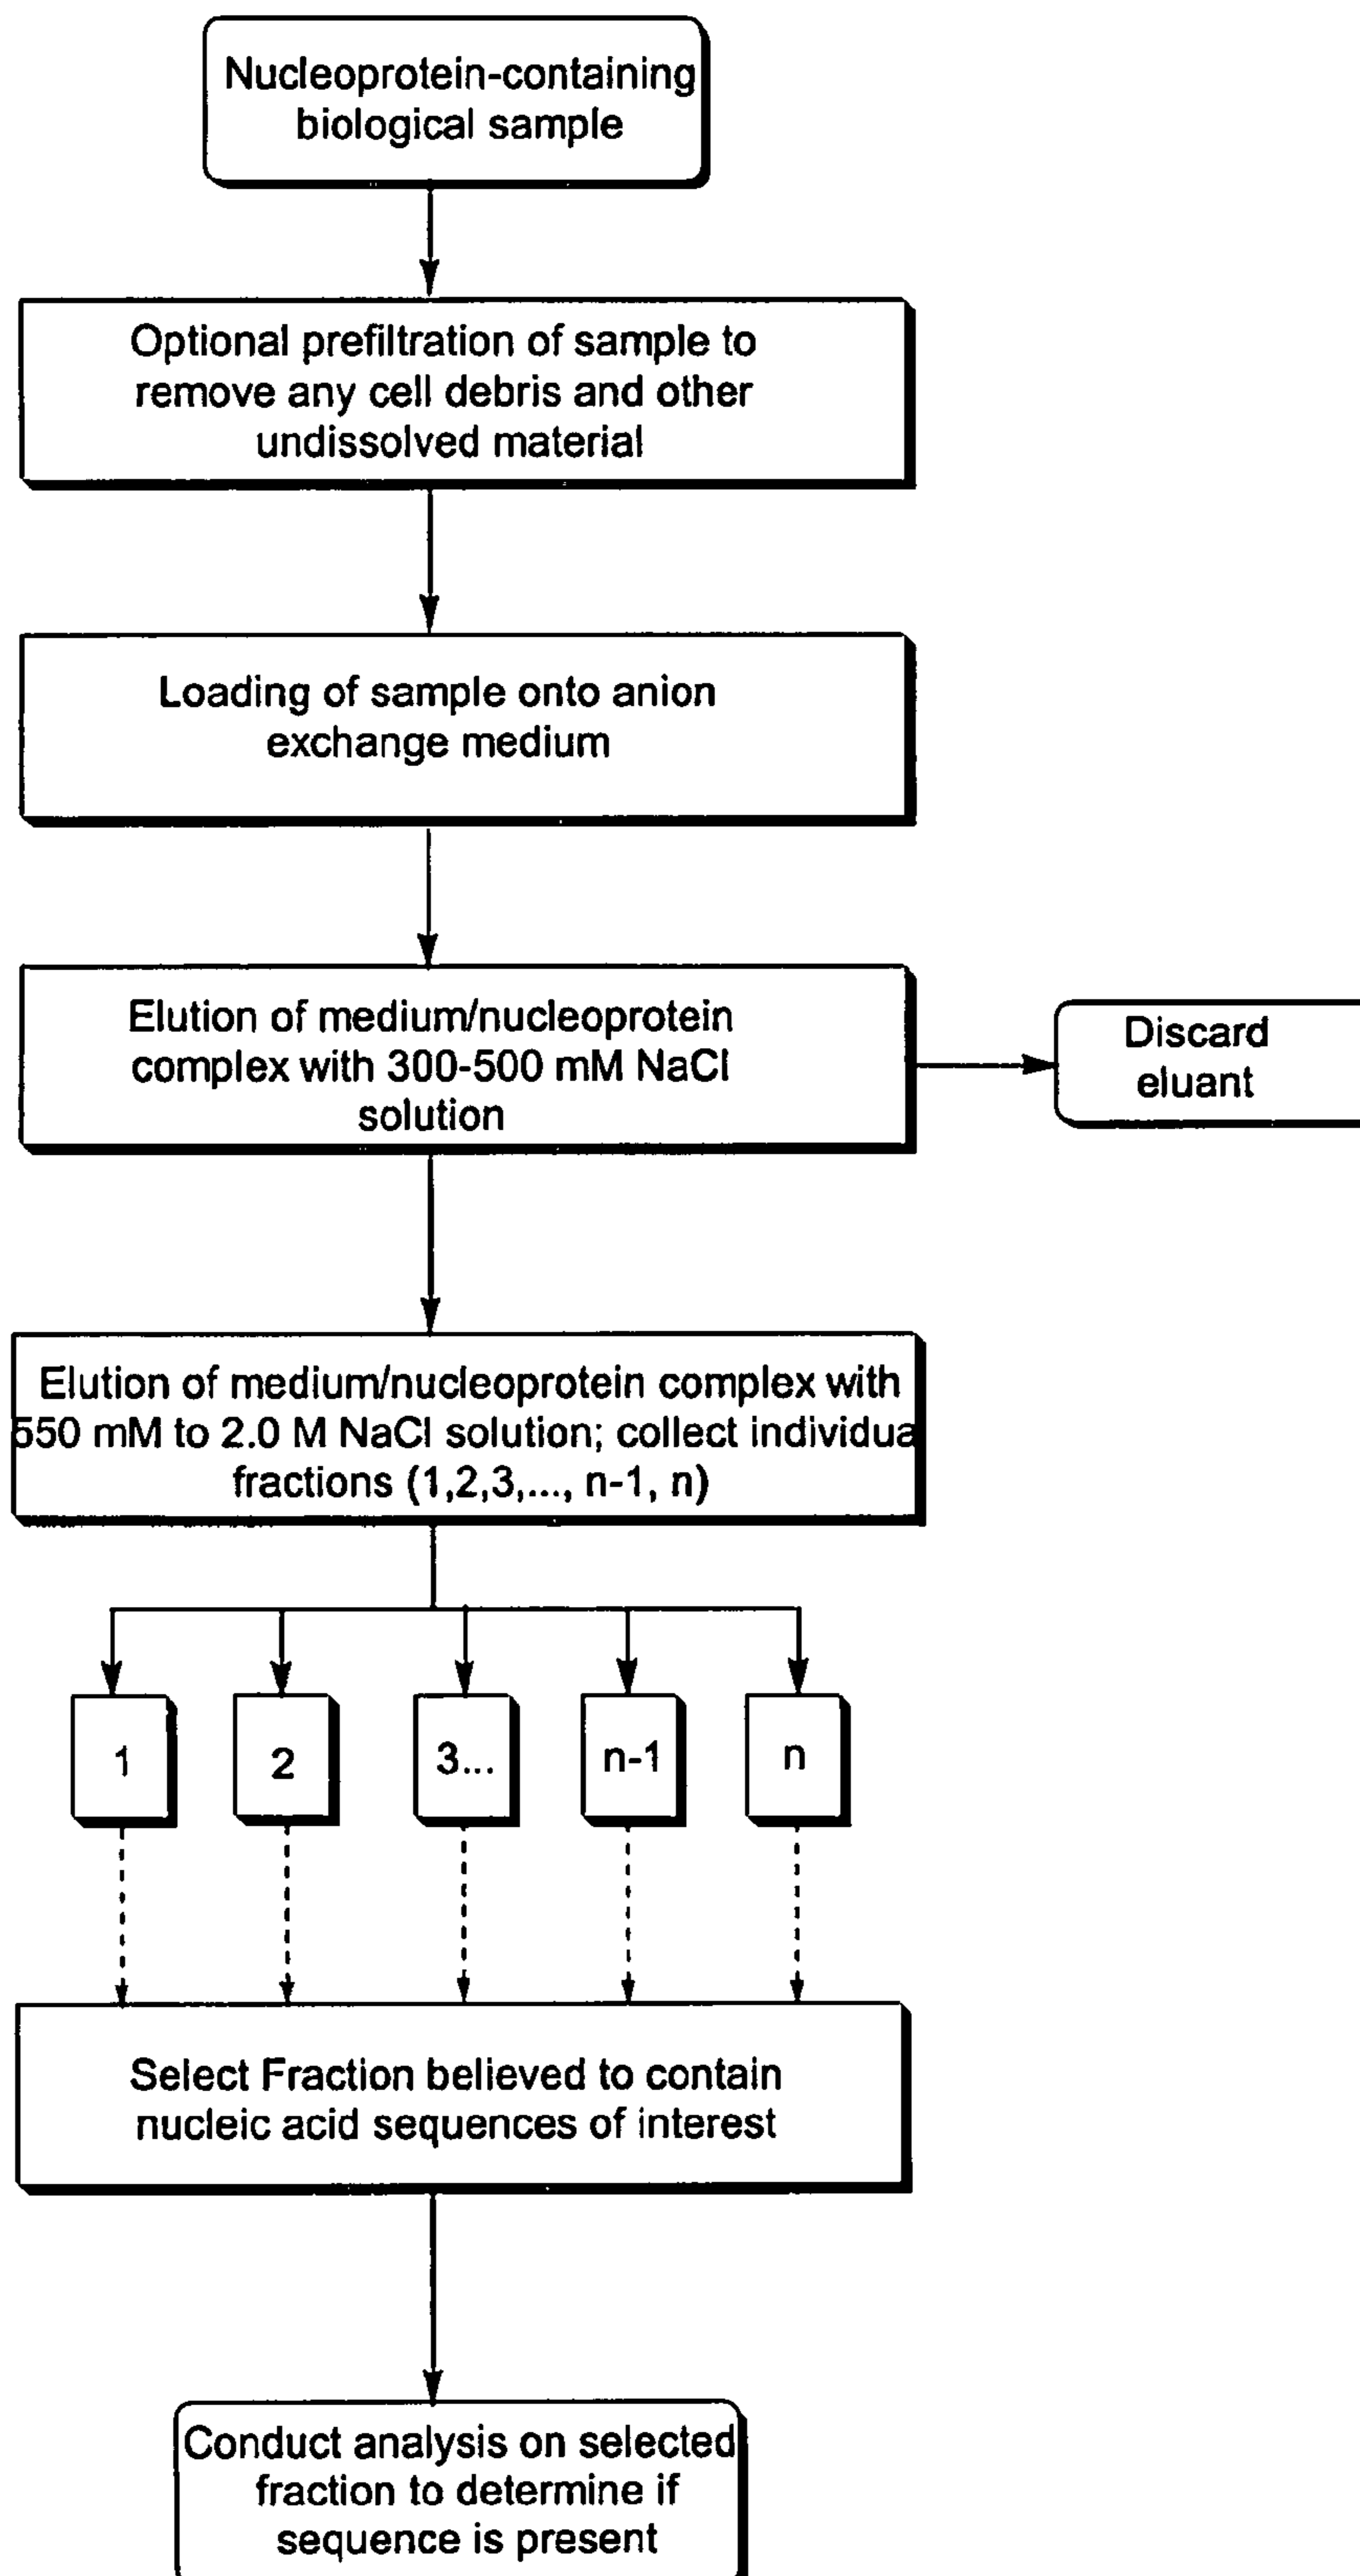 Nucleoprotein-containing
biological sample
Optional prefiltration of sample to
remove any cell debris and other
undissolved material
Loading of sample onto anion
exchange medium
Elution of medium/nucleoprotein
complex with 300-500 mM NaCl
solution
Discard
eluant
Elution of medium/nucleoprotein complex with
550 mM to 2.0 M NaCl solution; collect individua
fractions (1,2,3,..., n-1, n)
1
2
3...
n-1
n
Select Fraction believed to contain
nucleic acid sequences of interest
Conduct analysis on selected
fraction to determine if
sequence is present